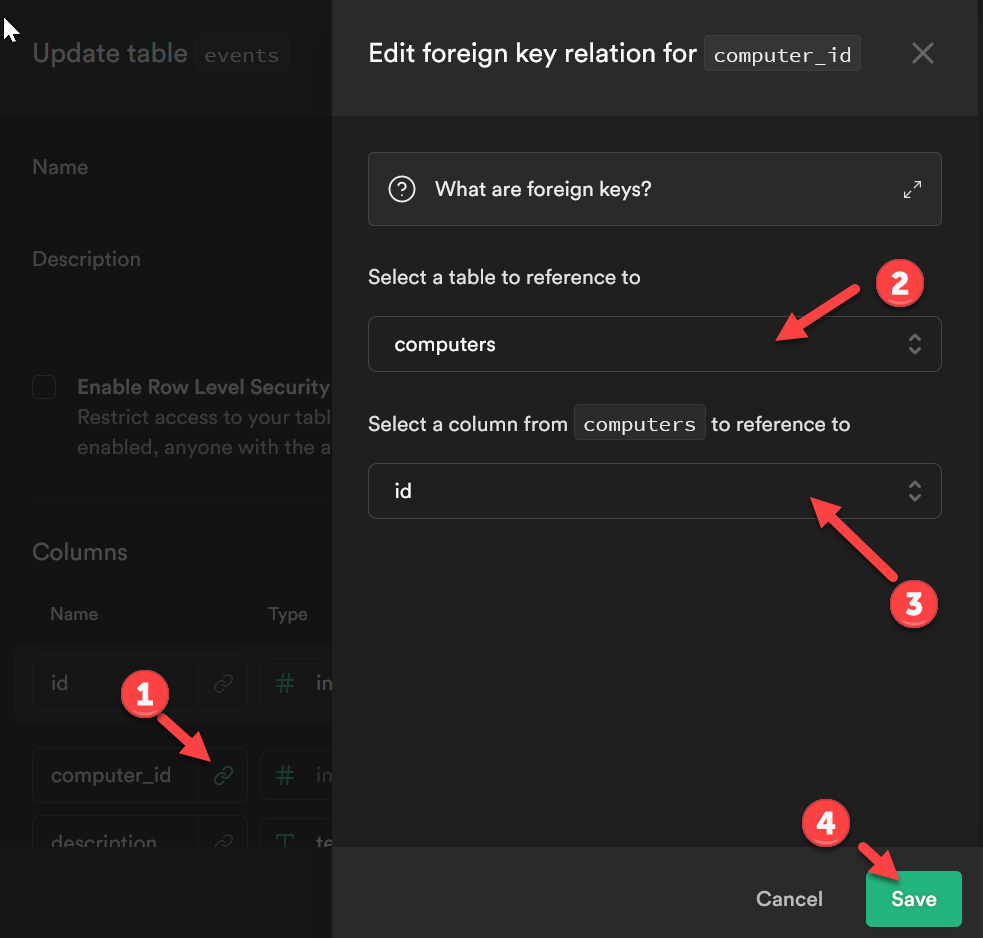 Update table events
Edit foreign key relation for computer_id
Name
What are foreign keys?
Description
Select a table to reference to
2
computers
Enable Row Level Security
Restrict access to your tabl
enabled, anyone with the a
Select a column from computers to reference to
id
3
Columns
Name Type
id # in
1
computer_id # in
description T te
4
Cancel Save